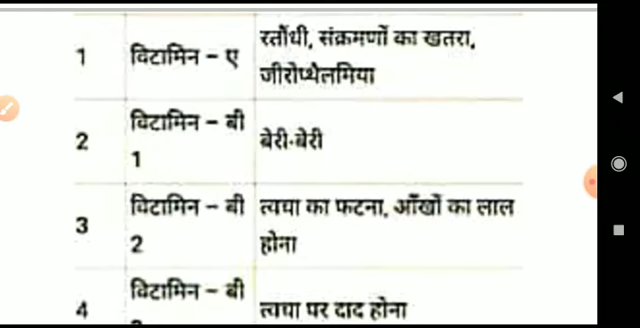 1 विटामिन – ए रतौंधी, संक्रमणों का खतरा,
जीरोप्थैलमिया
2 विटामिन – बी
1 बेरी-बेरी
3 विटामिन – बी
2 त्वचा का फटना, आँखों का लाल
होना
4 विटामिन – बी
त्वचा पर दाद होना